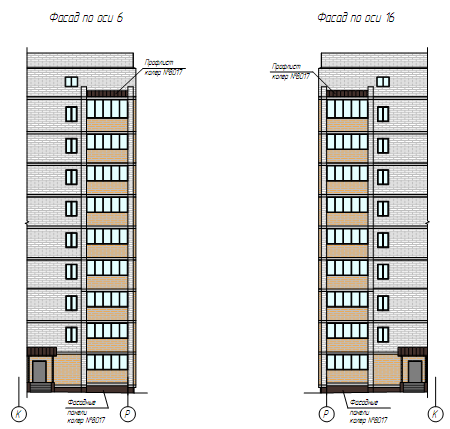 Фасад по оси 6
Фасад по оси 16
Профлист
колер №8017
Профлист
колер №8017
Фасадные
панели
колер №8017
Фасадные
панели
колер №8017
К
Р
Р
К